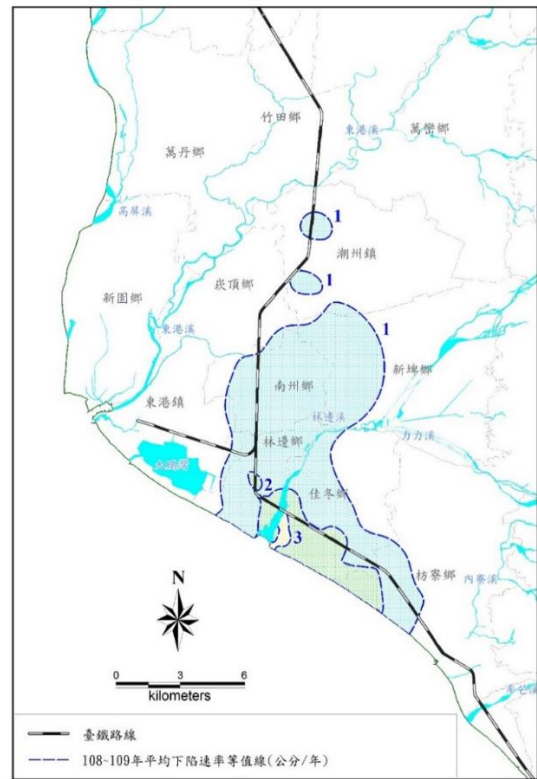 竹田鄉
東港溪
萬巒鄉
萬丹鄉
高屏溪
1
潮州鎮
崁頂鄉
1
新園鄉
東港溪
1
新埤鄉
南州鄉
東港鎮
林邊溪
林邊鄉
力力溪
大鵬灣
2
佳冬鄉
3
枋寮鄉
內寮溪
N
0 3 6
kilometers
臺鐵路線
108~109年平均下陷速率等值線(公分/年)